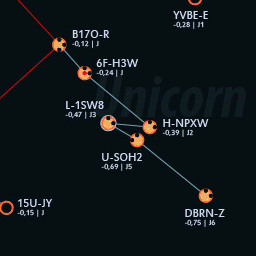 YVBE-E
-0,28 | J1
B17O-R
-0,12 | J
6F-H3W
-0,24 | J
Unicorn
L-1SW8
-0,47 | J3
H-NPXW
-0,39 | J2
U-SOH2
-0,69 | J5
15U-JY
-0,15 | J
DBRN-Z
-0,75 | J6